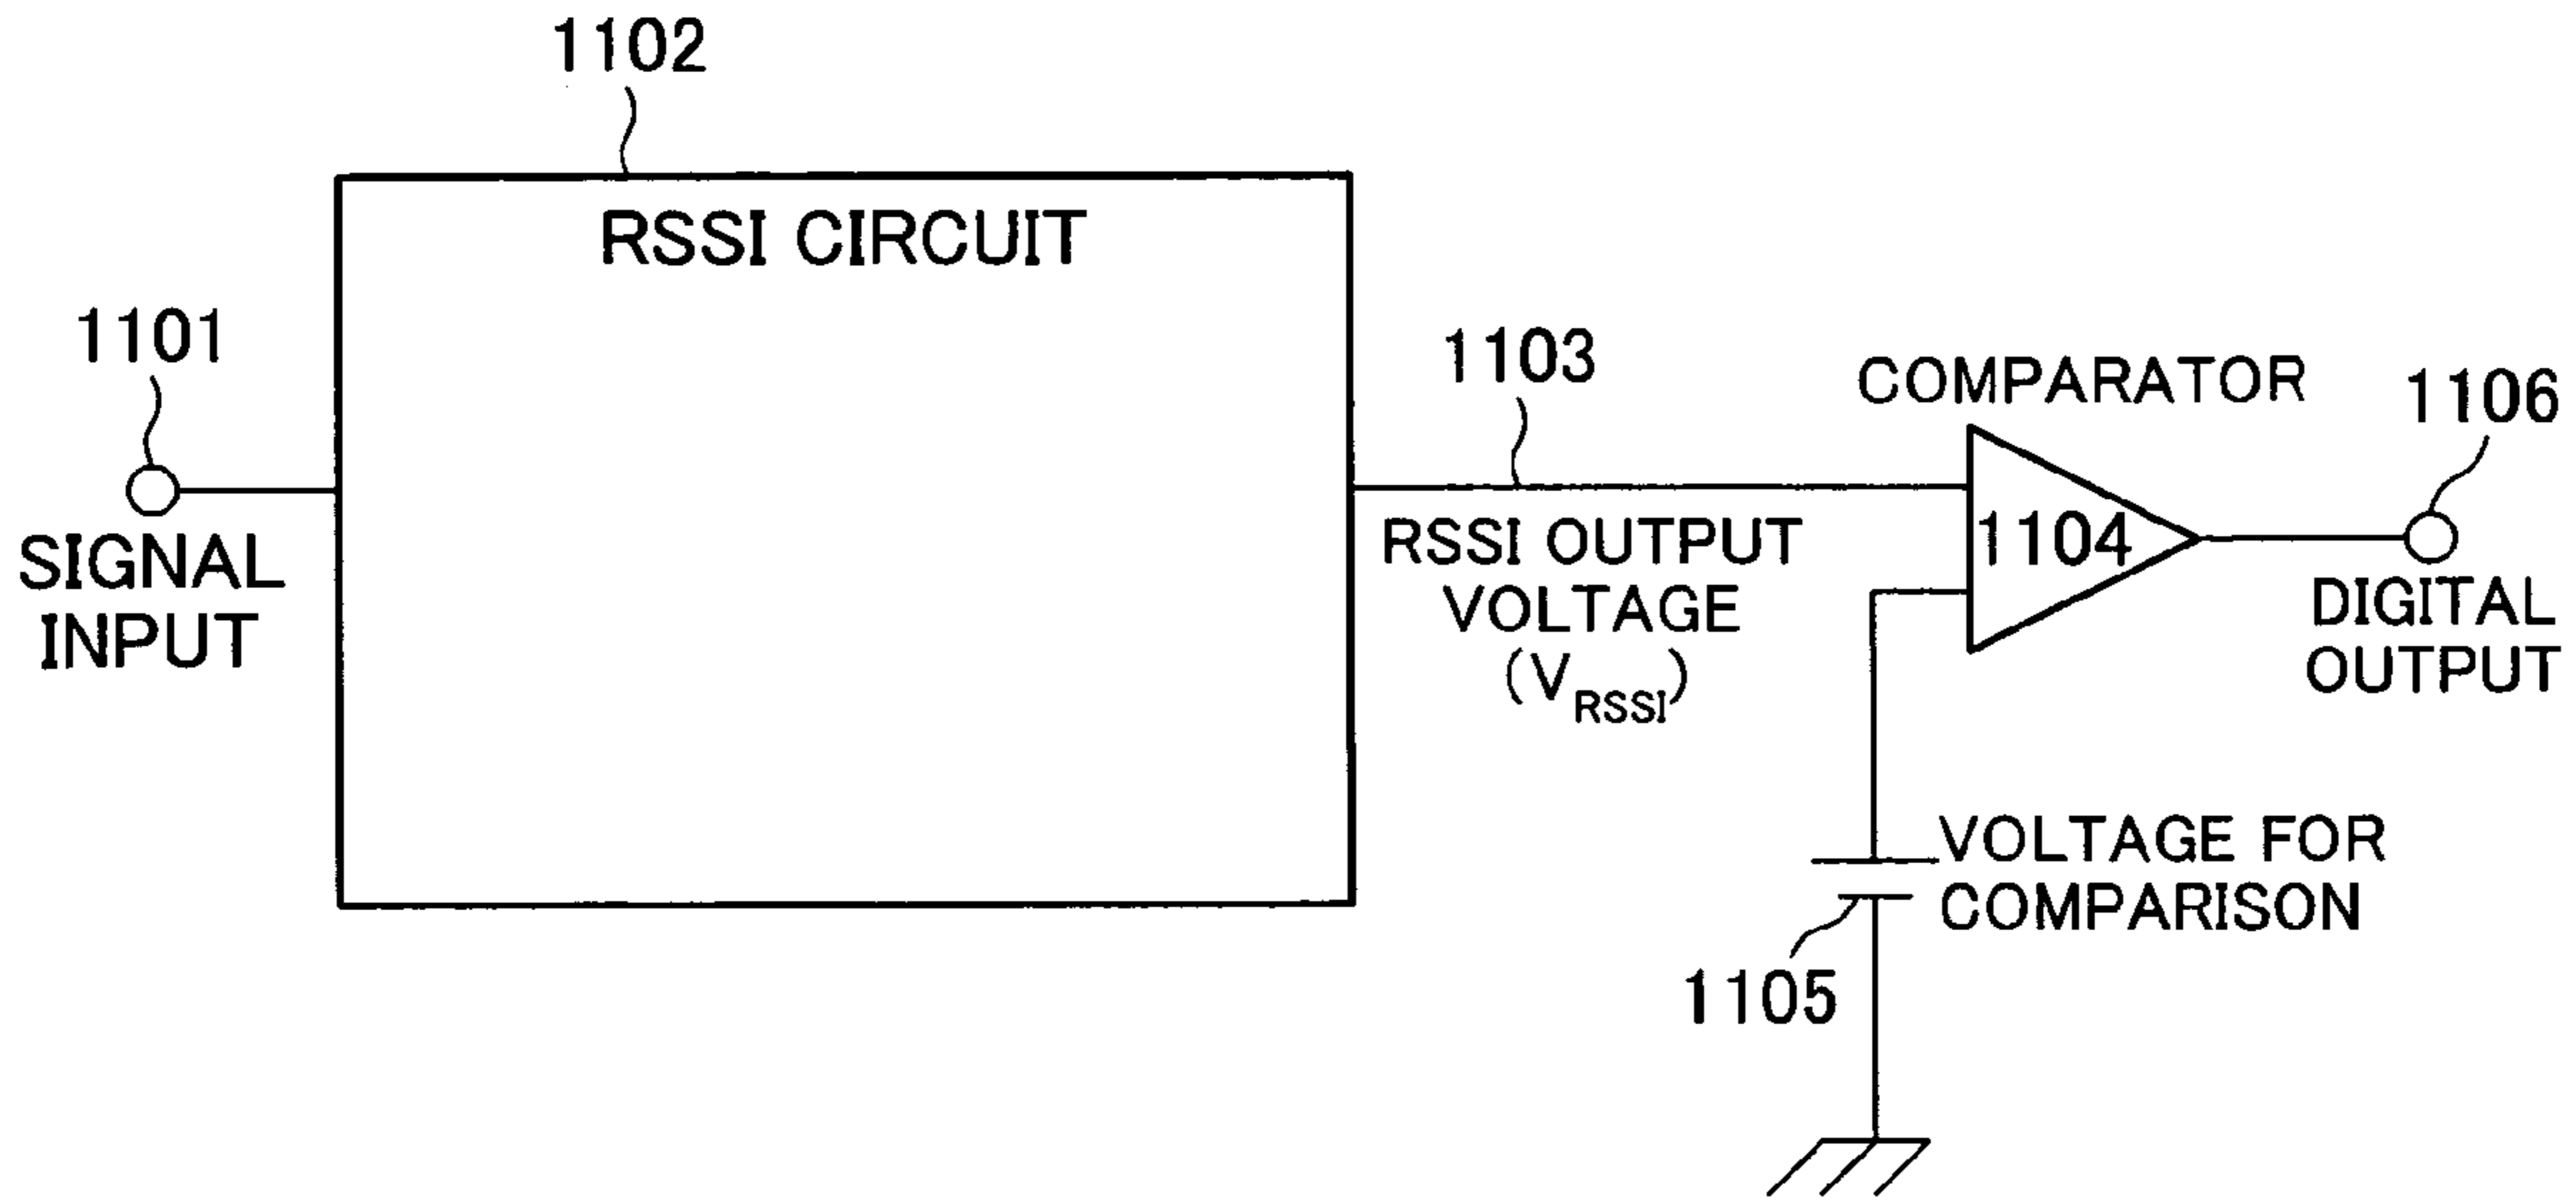 1102
RSSI CIRCUIT
1101
SIGNAL
INPUT
1103
RSSI OUTPUT
VOLTAGE
(VRSSI)
COMPARATOR
1104
1106
DIGITAL
OUTPUT
VOLTAGE FOR
COMPARISON
1105